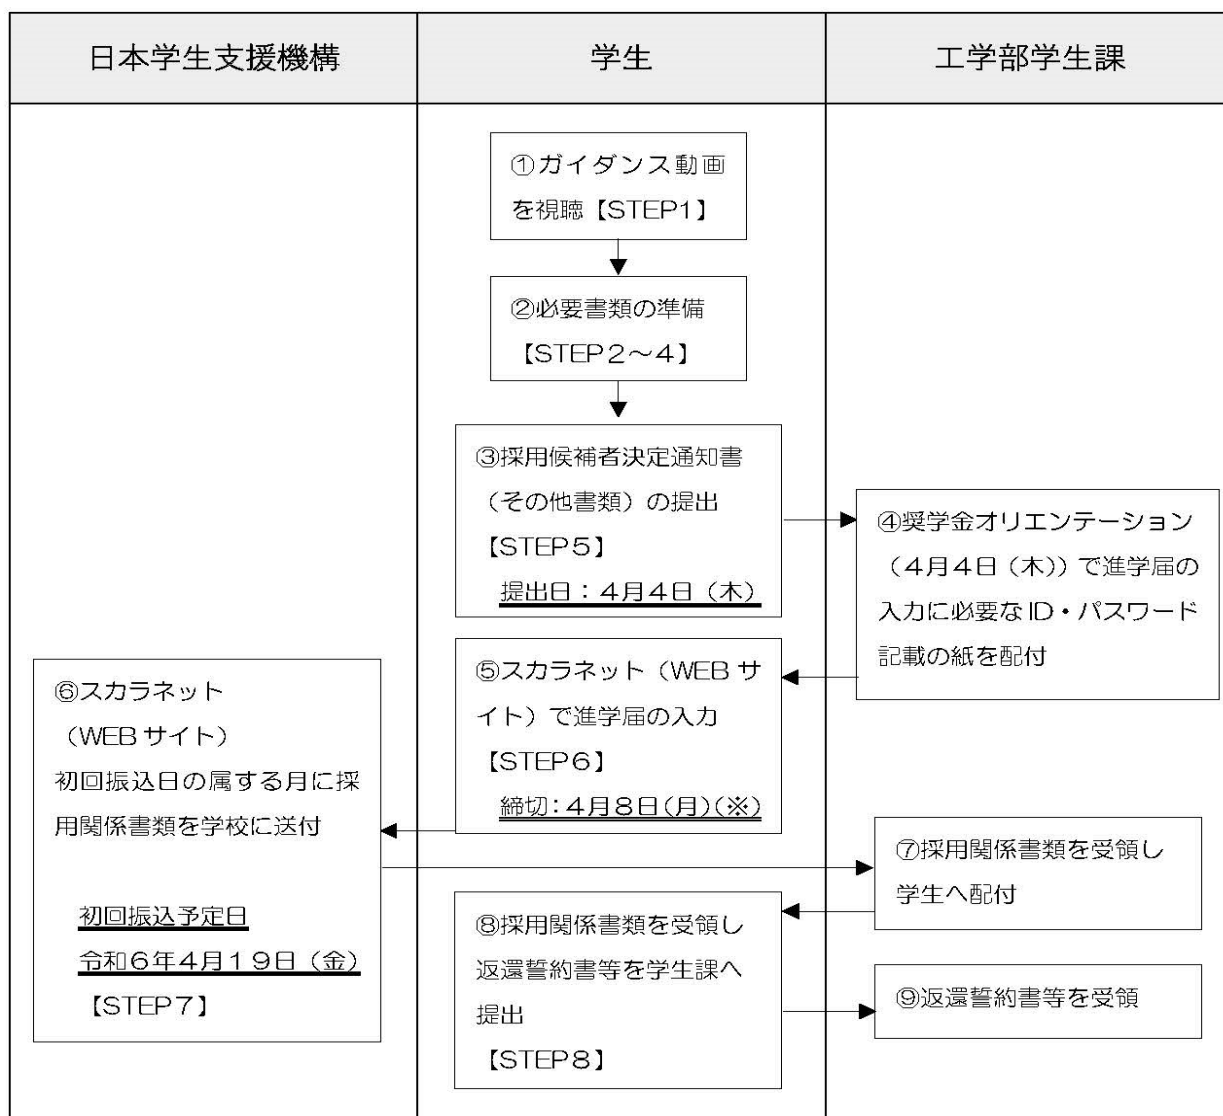 日本学生支援機構
学生
工学部学生課
①ガイダンス動画
を視聴【STEP1】
②必要書類の準備
【STEP2～4】
③採用候補者決定通知書
（その他書類）の提出
【STEP5】
提出日：４月４日（木）
④奨学金オリエンテーション
（４月４日（木））で進学届の
入力に必要な ID・パスワード
記載の紙を配付
⑤スカラネット（WEB サ
イト）で進学届の入力
【STEP6】
締切：４月８日(月)(※)
⑥スカラネット
（WEB サイト）
初回振込日の属する月に採
用関係書類を学校に送付
初回振込予定日
令和６年４月１９日（金）
【STEP7】
⑦採用関係書類を受領し
学生へ配付
⑧採用関係書類を受領し
返還誓約書等を学生課へ
提出
【STEP8】
⑨返還誓約書等を受領